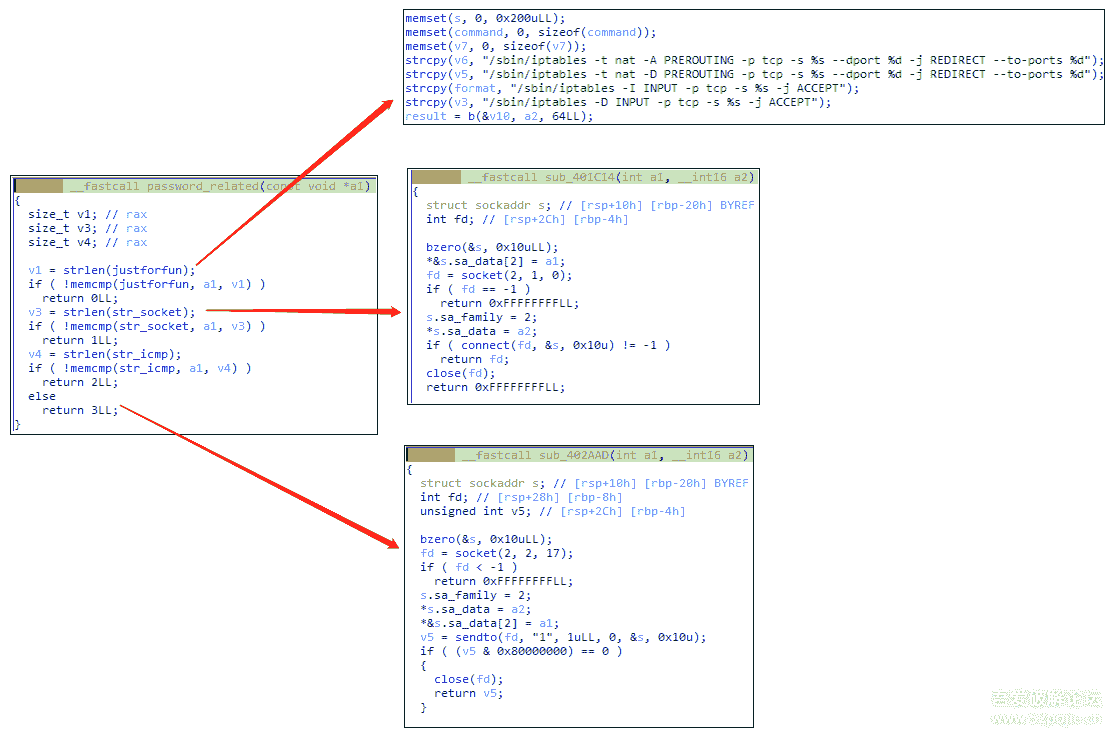 memset(s, 0, 0x200uLL);
memset(command, 0, sizeof(command));
memset(v7, 0, sizeof(v7));
strcpy(v6, "/sbin/iptables -t nat -A PREROUTING -p tcp -s %s --dport %d -j REDIRECT --to-ports %d");
strcpy(v5, "/sbin/iptables -t nat -D PREROUTING -p tcp -s %s --dport %d -j REDIRECT --to-ports %d");
strcpy(format, "/sbin/iptables -I INPUT -p tcp -s %s -j ACCEPT");
strcpy(v3, "/sbin/iptables -D INPUT -p tcp -s %s -j ACCEPT");
result = b(&v10, a2, 64LL);
__fastcall password_related(const void *a1)
{
size_t v1; // rax
size_t v3; // rax
size_t v4; // rax
v1 = strlen(justforfun);
if ( !memcmp(justforfun, a1, v1) )
return 0LL;
v3 = strlen(str_socket);
if ( !memcmp(str_socket, a1, v3) )
return 1LL;
v4 = strlen(str_icmp);
if ( !memcmp(str_icmp, a1, v4) )
return 2LL;
else
return 3LL;
}
__fastcall sub_401C14(int a1, __int16 a2)
{
struct sockaddr s; // [rsp+10h] [rbp-20h] BYREF
int fd; // [rsp+2Ch] [rbp-4h]
bzero(&s, 0x10uLL);
*&s.sa_data[2] = a1;
fd = socket(2, 1, 0);
if ( fd == -1 )
return 0xFFFFFFFFLL;
s.sa_family = 2;
*s.sa_data = a2;
if ( connect(fd, &s, 0x10u) != -1 )
return fd;
close(fd);
return 0xFFFFFFFFLL;
__fastcall sub_402AAD(int a1, __int16 a2)
{
struct sockaddr s; // [rsp+10h] [rbp-20h] BYREF
int fd; // [rsp+28h] [rbp-8h]
unsigned int v5; // [rsp+2Ch] [rbp-4h]
bzero(&s, 0x10uLL);
fd = socket(2, 2, 17);
if ( fd < -1 )
return 0xFFFFFFFFLL;
s.sa_family = 2;
*s.sa_data = a2;
*&s.sa_data[2] = a1;
v5 = sendto(fd, "1", 1uLL, 0, &s, 0x10u);
if ( (v5 & 0x80000000) == 0 )
{
close(fd);
return v5;
}
吾爱破解论坛
www.52pojie.cn